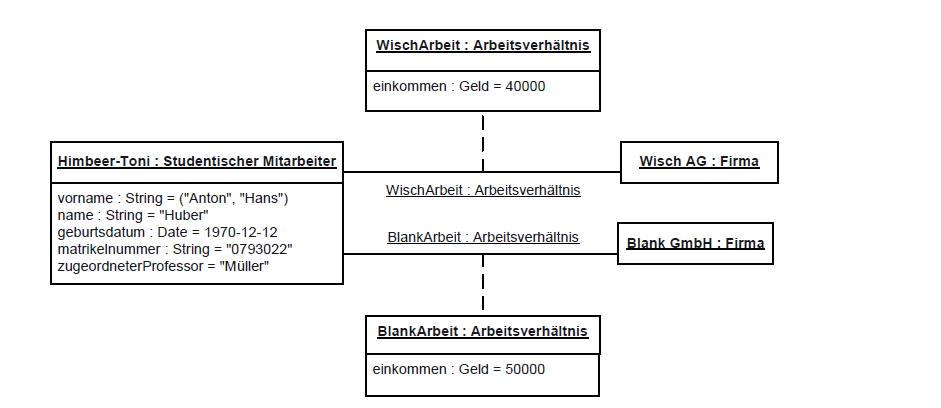 WischArbeit : Arbeitsverhältnis
einkommen : Geld = 40000
Himbeer-Toni : Studentischer Mitarbeiter
vorname : String = ("Anton", "Hans")
name : String = "Huber"
geburtsdatum : Date = 1970-12-12
matrikelnummer : String = "0793022"
zugeordneterProfessor = "Müller"
Wisch AG : Firma
WischArbeit : Arbeitsverhältnis
BlankArbeit : Arbeitsverhältnis
Blank GmbH : Firma
BlankArbeit : Arbeitsverhältnis
einkommen : Geld = 50000